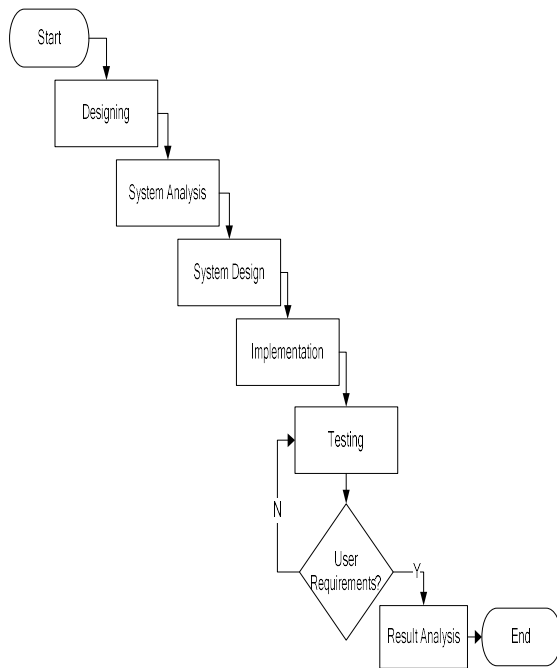 Start
Designing
System Analysis
System Design
Implementation
Testing
N
User
Requirements?
Y
Result Analysis
End